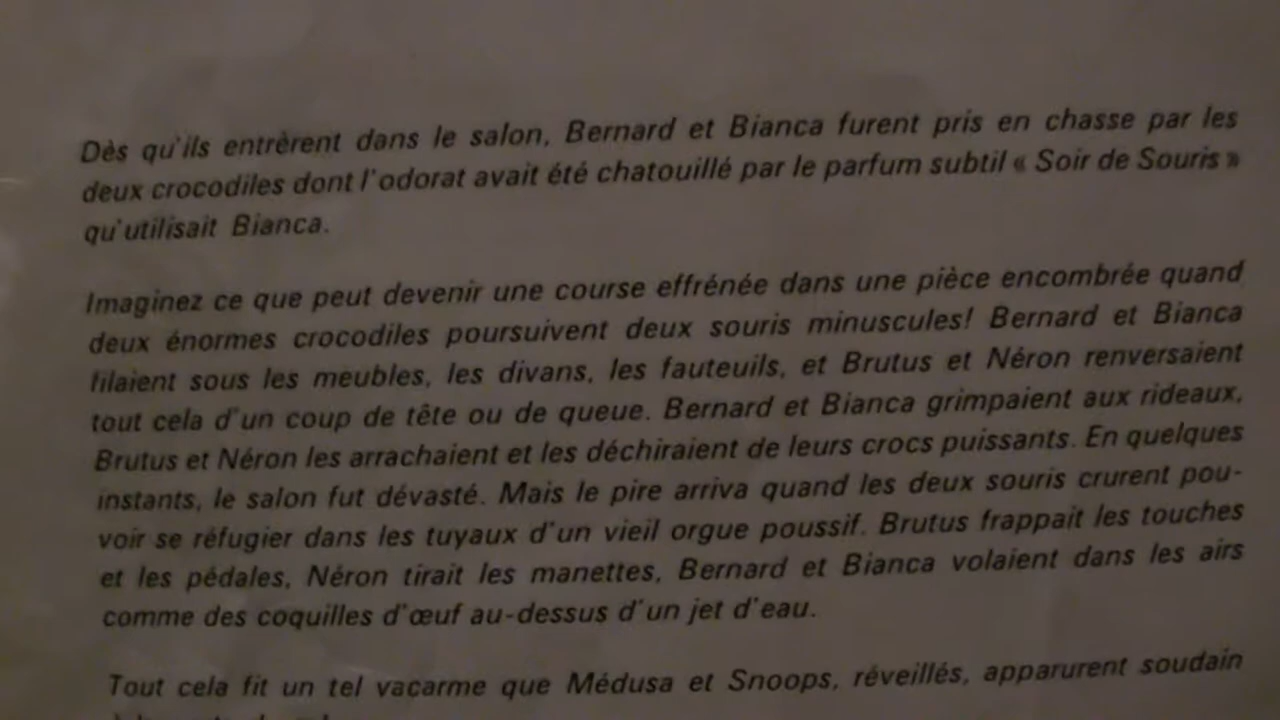 Dès qu'ils entrèrent dans le salon, Bernard et Bianca furent pris en chasse par les
deux crocodiles dont l'odorat avait été chatouillé par le parfum subtil « Soir de Souris »
qu'utilisait Bianca.
Imaginez ce que peut devenir une course effrénée dans une pièce encombrée quand
deux énormes crocodiles poursuivent deux souris minuscules! Bernard et Bianca
filaient sous les meubles, les divans, les fauteuils, et Brutus et Néron renversaient
tout cela d'un coup de tête ou de queue. Bernard et Bianca grimpaient aux rideaux,
Brutus et Néron les arrachaient et les déchiraient de leurs crocs puissants. En quelques
instants, le salon fut dévasté. Mais le pire arriva quand les deux souris crurent pou-
voir se réfugier dans les tuyaux d'un vieil orgue poussif. Brutus frappait les touches
et les pédales, Néron tirait les manettes, Bernard et Bianca volaient dans les airs
comme des coquilles d'œuf au-dessus d'un jet d'eau.
Tout cela fit un tel vacarme que Médusa et Snoops, réveillés, apparurent soudain